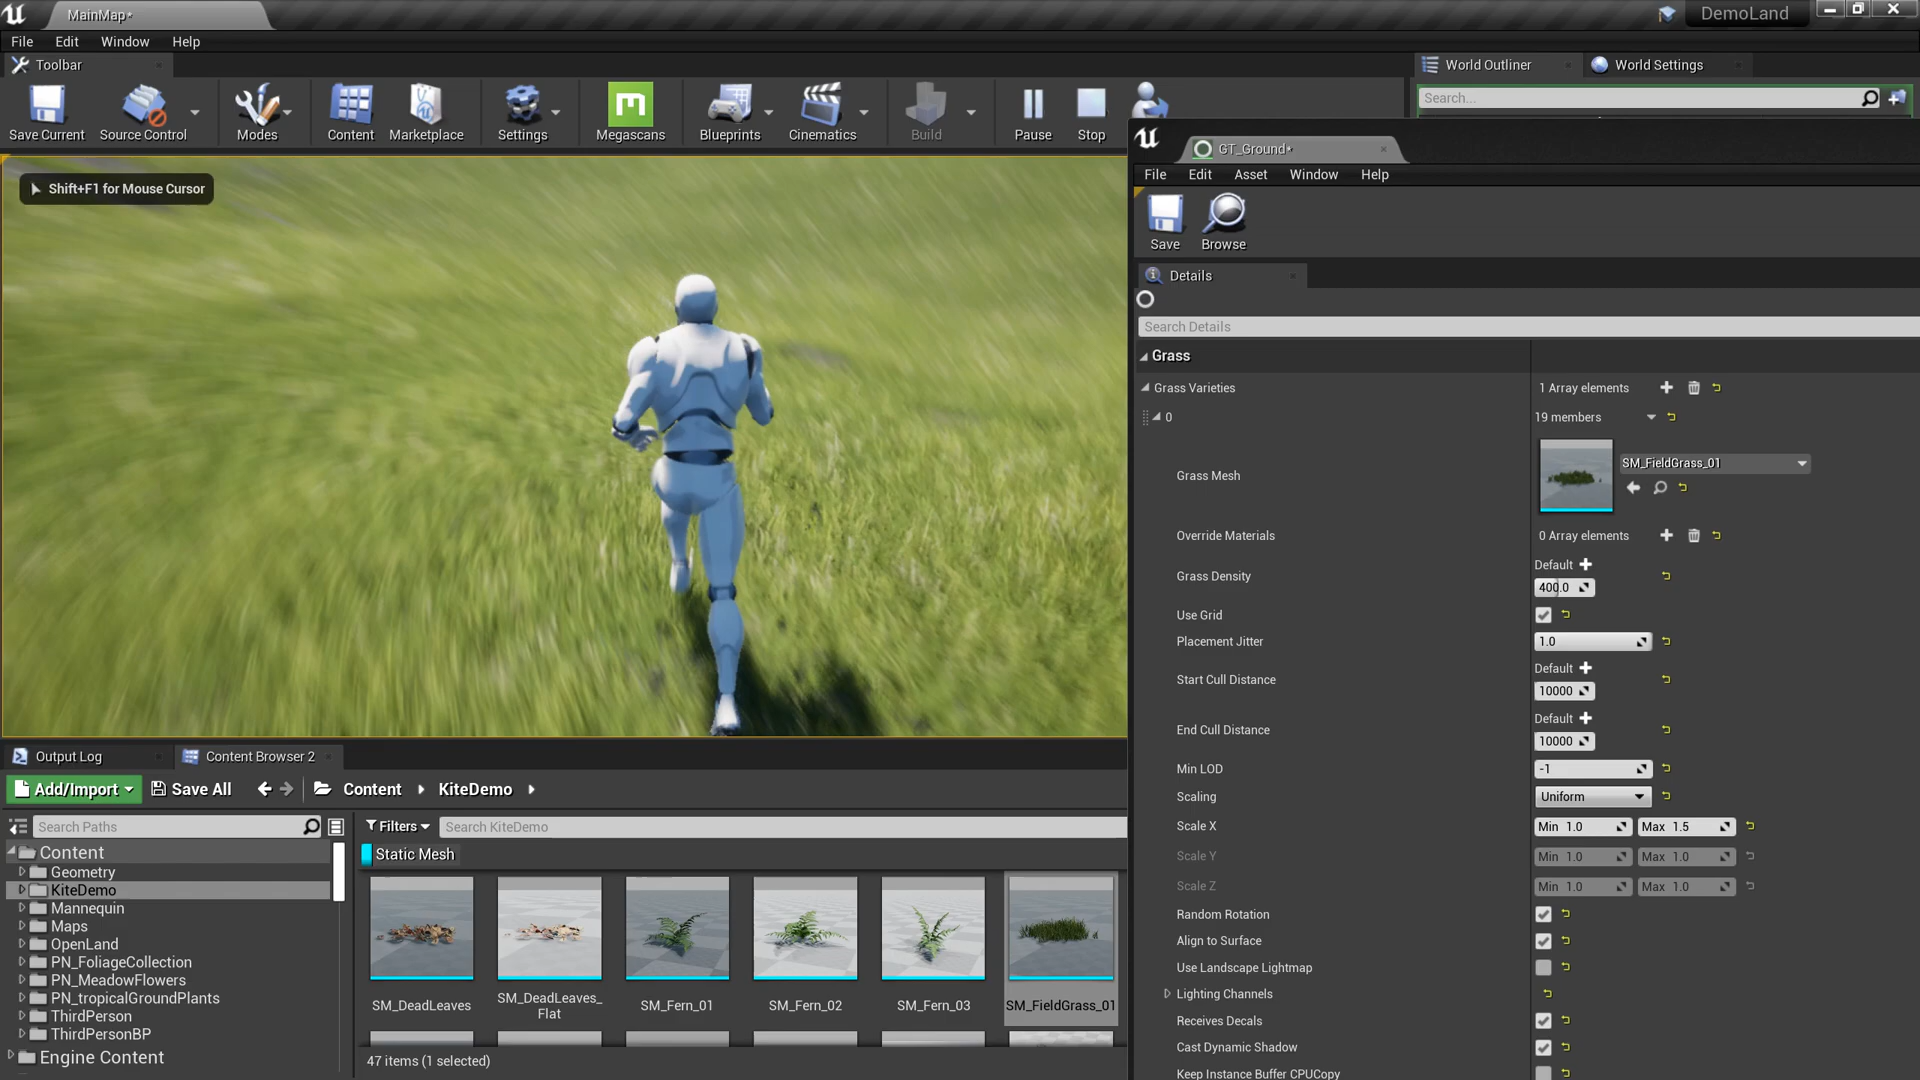 MainMap*
DemoLand
File Edit Window Help
Toolbar
World Outliner
World Settings
Search...
Save Current
Source Control
Modes
Content
Marketplace
Settings
Megascans
Blueprints
Cinematics
Build
Pause
Stop
Shift+F1 for Mouse Cursor
GT_Ground*
File Edit Asset Window Help
Save
Browse
Details
Search Details
Grass
Grass Varieties 1 Array elements
0 19 members
Grass Mesh SM_FieldGrass_01
Override Materials 0 Array elements
Default
Grass Density
400.0
Use Grid
Placement Jitter 1.0
Default
Start Cull Distance
10000
Default
End Cull Distance
10000
Min LOD -1
Scaling Uniform
Scale X Min 1.0 Max 1.5
Scale Y Min 1.0 Max 1.0
Scale Z Min 1.0 Max 1.0
Random Rotation
Align to Surface
Use Landscape Lightmap
Lighting Channels
Receives Decals
Cast Dynamic Shadow
Keep Instance Buffer CPUCopy
Output Log
Content Browser 2
Add/Import
Save All
Content
KiteDemo
Search Paths
Filters
Search KiteDemo
Static Mesh
Content
Geometry
KiteDemo
Mannequin
Maps
OpenLand
PN_FoliageCollection
PN_MeadowFlowers
PN_tropicalGroundPlants
ThirdPerson
ThirdPersonBP
Engine Content
SM_DeadLeaves
SM_DeadLeaves_
Flat
SM_Fern_01
SM_Fern_02
SM_Fern_03
SM_FieldGrass_01
47 items (1 selected)